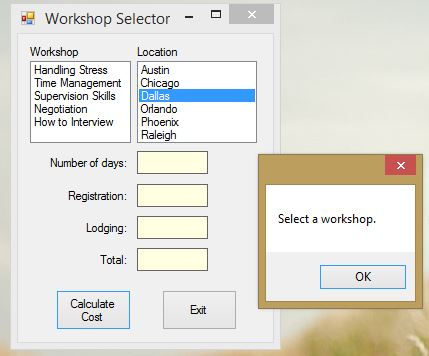 Workshop Selector
Workshop
Handling Stress
Time Management
Supervision Skills
Negotiation
How to Interview
Location
Austin
Chicago
Dallas
Orlando
Phoenix
Raleigh
Number of days:
Registration:
Lodging:
Total:
Calculate
Cost
Exit
Select a workshop.
OK